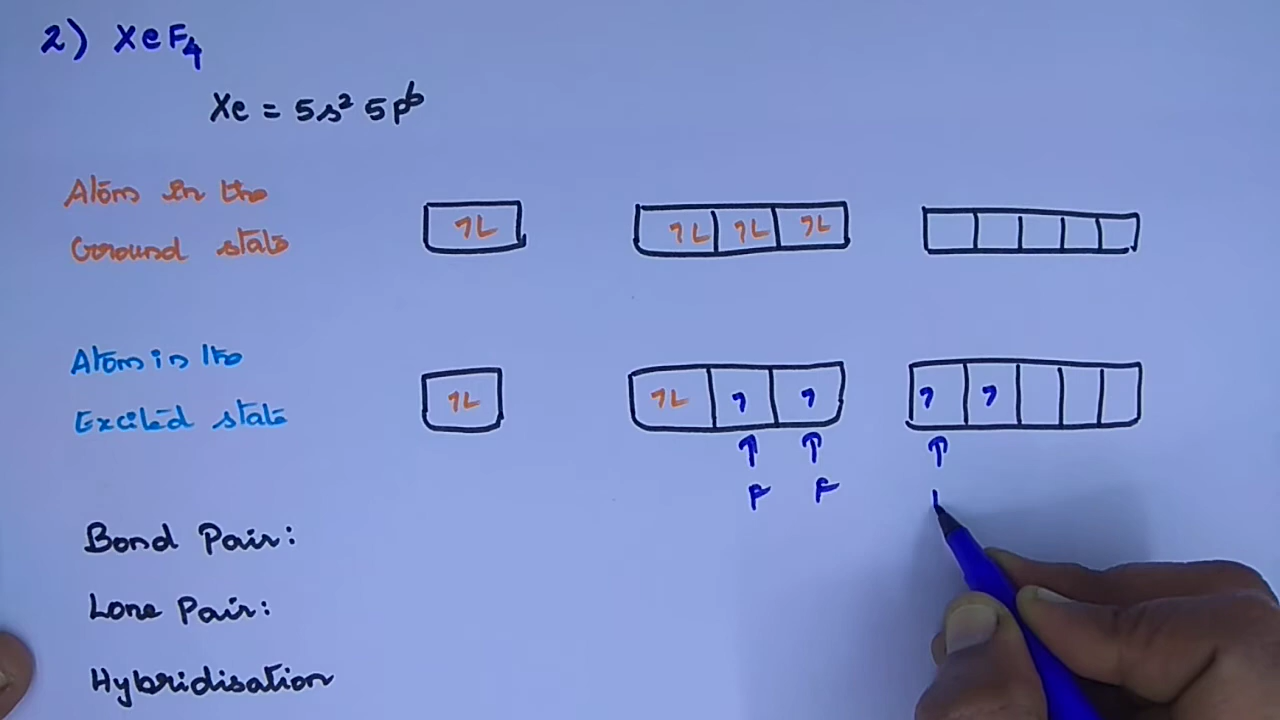 2) XeF₄
Xe = 5s² 5p⁶
Atom in the
Ground state
↿⇂ ↿⇂ ↿⇂ ↿⇂
Atom in the
Excited state
↿⇂ ↿⇂ ↿ ↿ ↿ ↿
↑ ↑ ↑
F F
Bond Pair:
Lone Pair:
Hybridisation